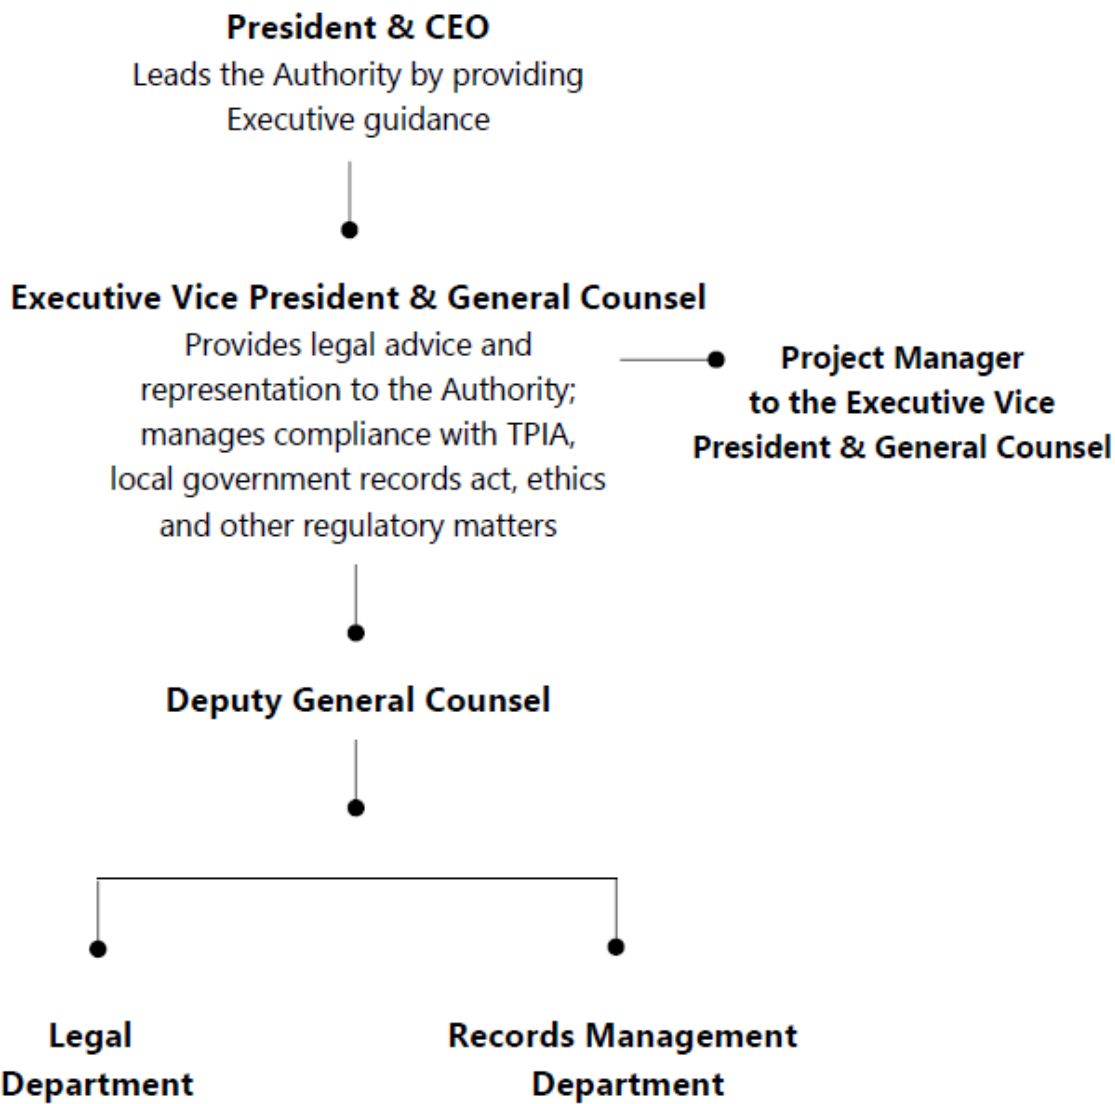 President & CEO
Leads the Authority by providing
Executive guidance
Executive Vice President & General Counsel
Provides legal advice and
representation to the Authority;
manages compliance with TPIA,
local government records act, ethics
and other regulatory matters
Project Manager
to the Executive Vice
President & General Counsel
Deputy General Counsel
Legal
Department
Records Management
Department